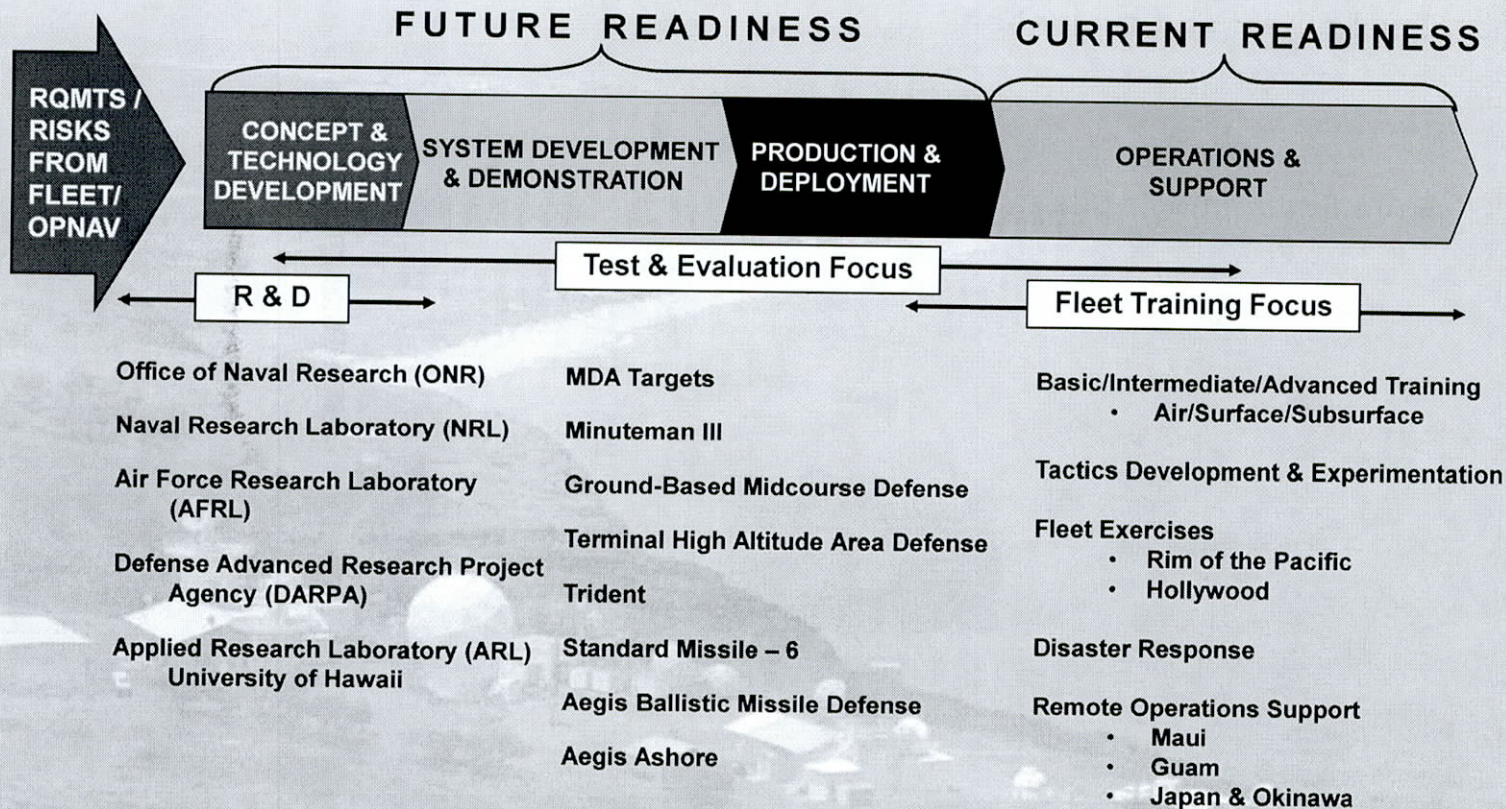 FUTURE READINESS
CURRENT READINESS
RQMTS /
RISKS
FROM
FLEET/
OPNAV
CONCEPT &
TECHNOLOGY
DEVELOPMENT
SYSTEM DEVELOPMENT
& DEMONSTRATION
PRODUCTION &
DEPLOYMENT
OPERATIONS &
SUPPORT
Test & Evaluation Focus
R & D
Fleet Training Focus
Office of Naval Research (ONR)
Naval Research Laboratory (NRL)
Air Force Research Laboratory
(AFRL)
Defense Advanced Research Project
Agency (DARPA)
Applied Research Laboratory (ARL)
University of Hawaii
MDA Targets
Minuteman III
Ground-Based Midcourse Defense
Terminal High Altitude Area Defense
Trident
Standard Missile – 6
Aegis Ballistic Missile Defense
Aegis Ashore
Basic/Intermediate/Advanced Training
• Air/Surface/Subsurface
Tactics Development & Experimentation
Fleet Exercises
• Rim of the Pacific
• Hollywood
Disaster Response
Remote Operations Support
• Maui
• Guam
• Japan & Okinawa